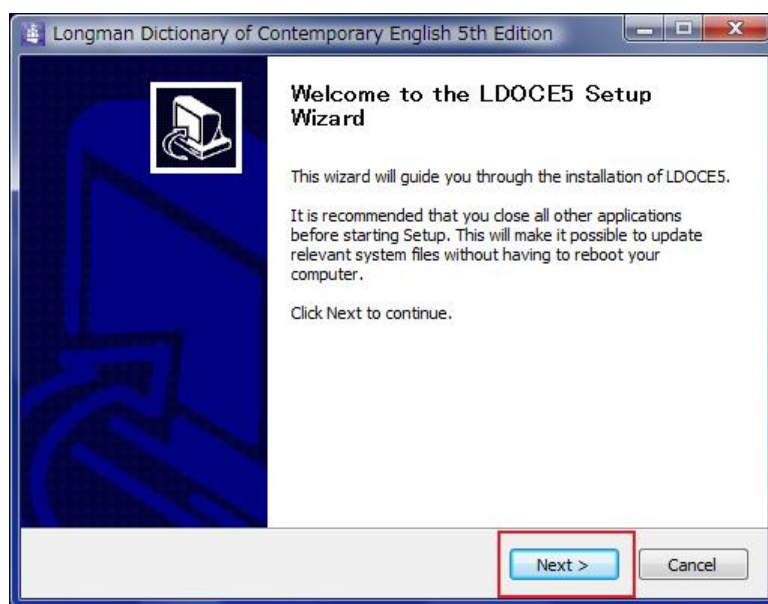 Longman Dictionary of Contemporary English 5th Edition
Welcome to the LDOCE5 Setup
Wizard
This wizard will guide you through the installation of LDOCE5.
It is recommended that you close all other applications
before starting Setup. This will make it possible to update
relevant system files without having to reboot your
computer.
Click Next to continue.
Next > Cancel